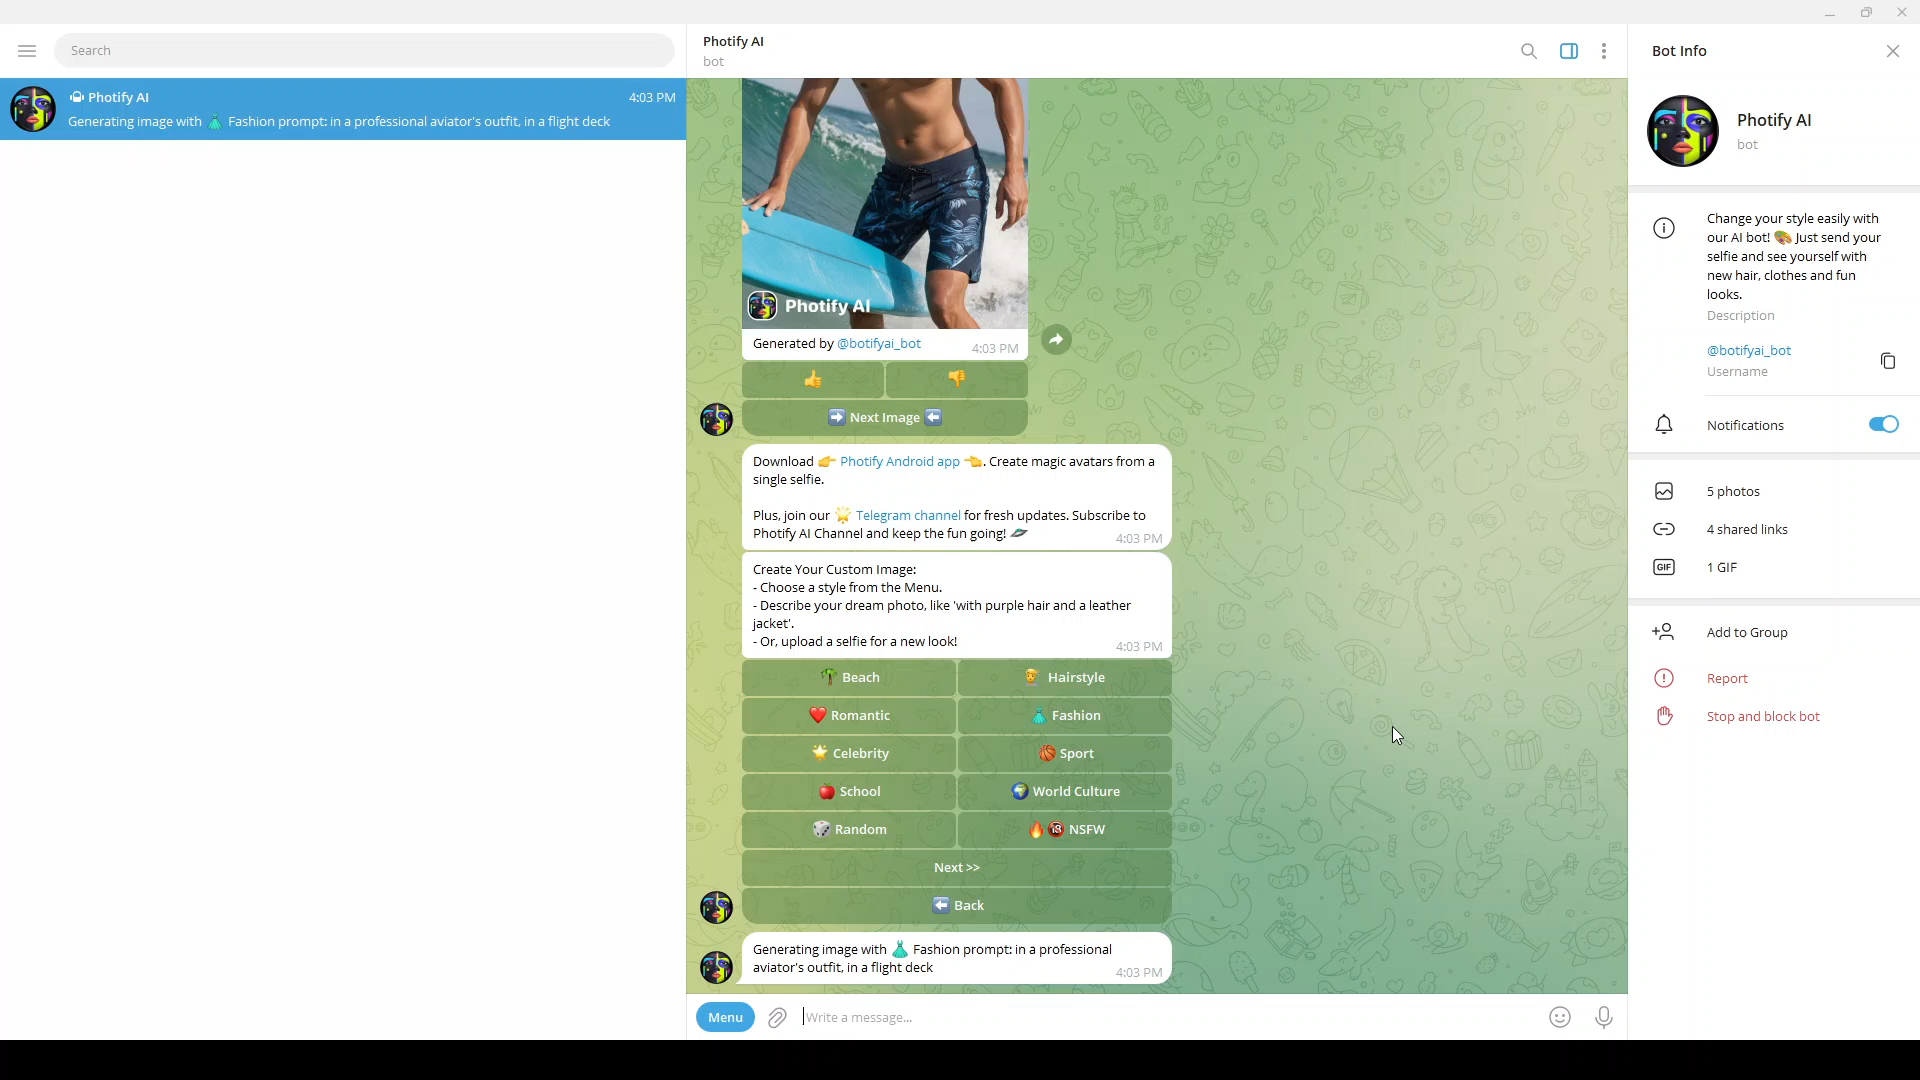 Search
Photify AI
4:03 PM
Generating image with 👗 Fashion prompt: in a professional aviator's outfit, in a flight deck
Photify AI
bot
Photify AI
Generated by @botifyai_bot
4:03 PM
👍
👎
➡️ Next Image ⬅️
Download 👉 Photify Android app 👈. Create magic avatars from a
single selfie.
Plus, join our 🌟 Telegram channel for fresh updates. Subscribe to
Photify AI Channel and keep the fun going! 🛸
4:03 PM
Create Your Custom Image:
- Choose a style from the Menu.
- Describe your dream photo, like 'with purple hair and a leather
jacket'.
- Or, upload a selfie for a new look!
4:03 PM
🌴 Beach
Hairstyle
❤️ Romantic
👗 Fashion
🌟 Celebrity
🏀 Sport
🍎 School
🌍 World Culture
🎲 Random
🔥🔞 NSFW
Next >>
⬅️ Back
Generating image with 👗 Fashion prompt: in a professional
aviator's outfit, in a flight deck
4:03 PM
Menu
Write a message...
Bot Info
Photify AI
bot
Change your style easily with
our AI bot! 🎨 Just send your
selfie and see yourself with
new hair, clothes and fun
looks.
Description
@botifyai_bot
Username
Notifications
5 photos
4 shared links
GIF
1 GIF
Add to Group
Report
Stop and block bot